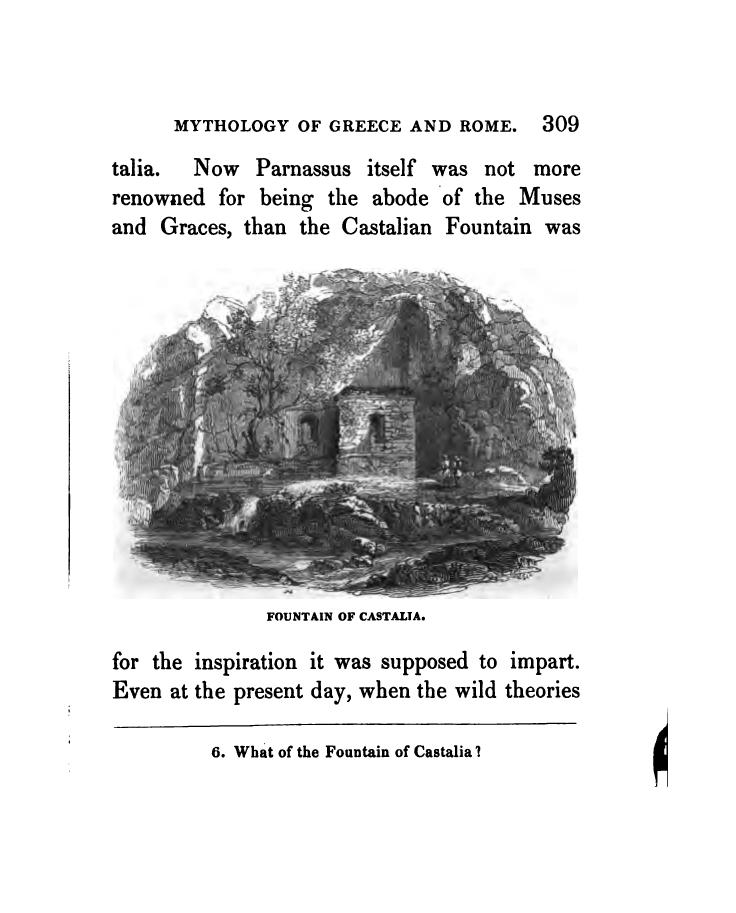 MYTHOLOGY OF GREECE AND ROME. 309
talia. Now Parnassus itself was not more
renowned for being the abode of the Muses
and Graces, than the Castalian Fountain was
FOUNTAIN OF CASTALIA.
for the inspiration it was supposed to impart.
Even at the present day, when the wild theories
6. What of the Fountain of Castalia?